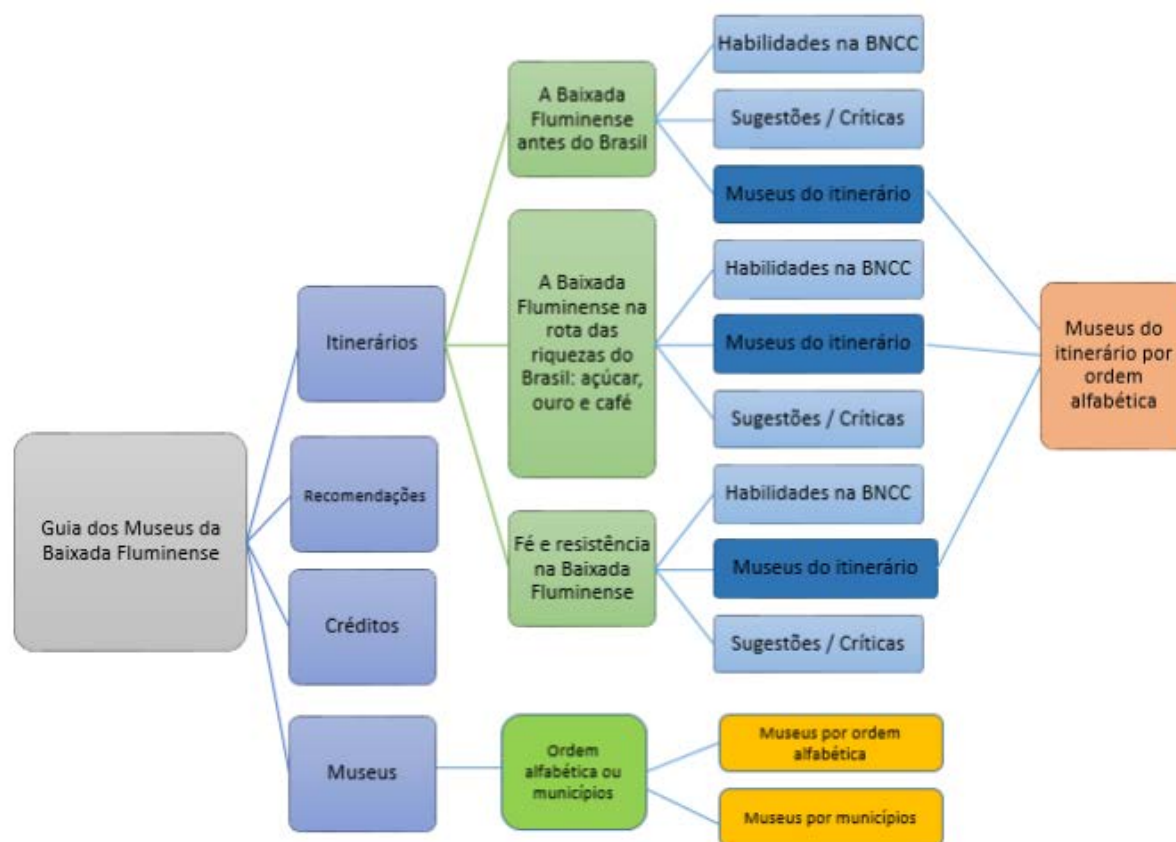 Guia dos Museus da
Baixada Fluminense
Itinerários
Recomendações
Créditos
Museus
A Baixada
Fluminense
antes do Brasil
A Baixada
Fluminense na
rota das
riquezas do
Brasil: açúcar,
ouro e café
Fé e resistência
na Baixada
Fluminense
Ordem
alfabética ou
municípios
Habilidades na BNCC
Sugestões / Críticas
Museus do itinerário
Habilidades na BNCC
Museus do itinerário
Sugestões / Críticas
Habilidades na BNCC
Museus do itinerário
Sugestões / Críticas
Museus por ordem
alfabética
Museus por municípios
Museus do
itinerário por
ordem
alfabética